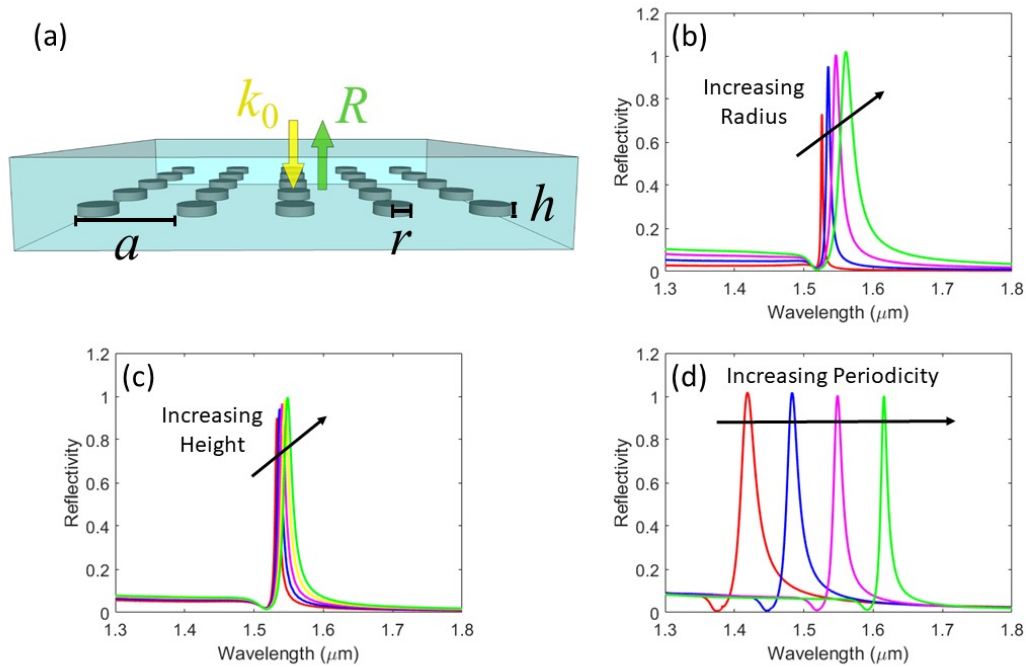 (a)
k0
R
a
r
h
(b)
1.2
1
0.8
0.6
0.4
0.2
0
Reflectivity
Increasing
Radius
1.3 1.4 1.5 1.6 1.7 1.8
Wavelength (μm)
(c)
1.2
1
0.8
0.6
0.4
0.2
0
Reflectivity
Increasing
Height
1.3 1.4 1.5 1.6 1.7 1.8
Wavelength (μm)
(d)
Increasing Periodicity
1.2
1
0.8
0.6
0.4
0.2
0
Reflectivity
1.3 1.4 1.5 1.6 1.7 1.8
Wavelength (μm)